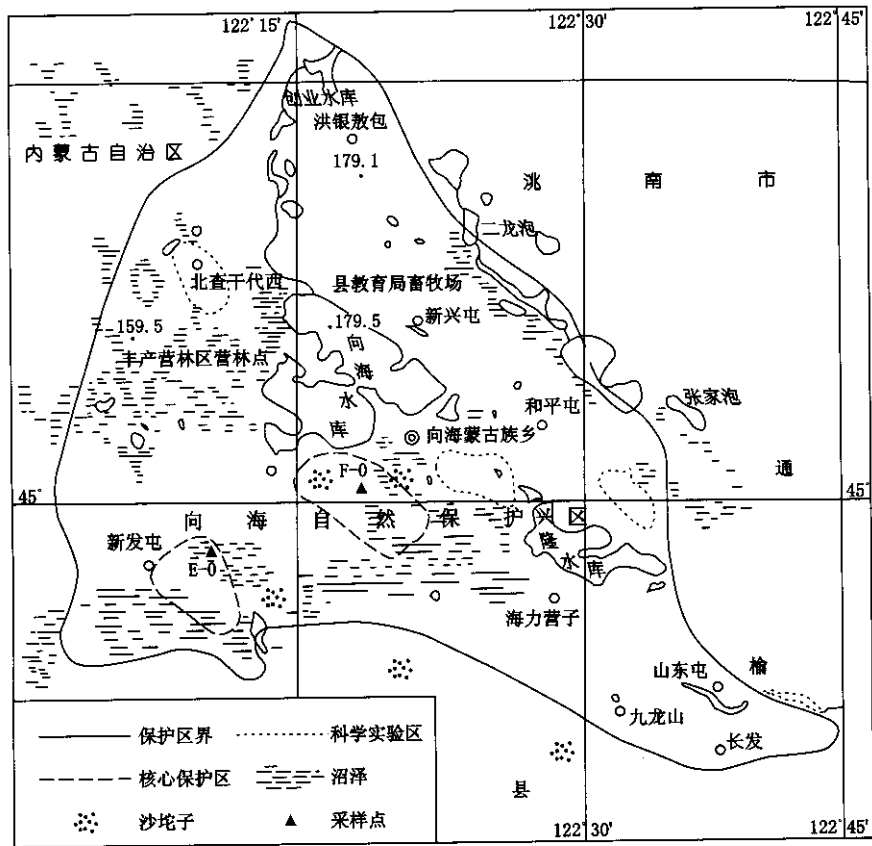 122°15′
122°30′
122°45′
创业水库
洪银敖包
内蒙古自治区
179.1
洮南市
二龙泡
北查干代西
县教育局畜牧场
159.5
179.5
新兴屯
丰产营林区营林点
向海水库
张家泡
和平屯
向海蒙古族乡
F-0
通
45°
45°
向海自然保护区
兴隆水库
新发屯
E-0
海力营子
山东屯
榆
九龙山
长发
保护区界
科学实验区
核心保护区
沼泽
沙坨子
采样点
县
122°30′
122°45′